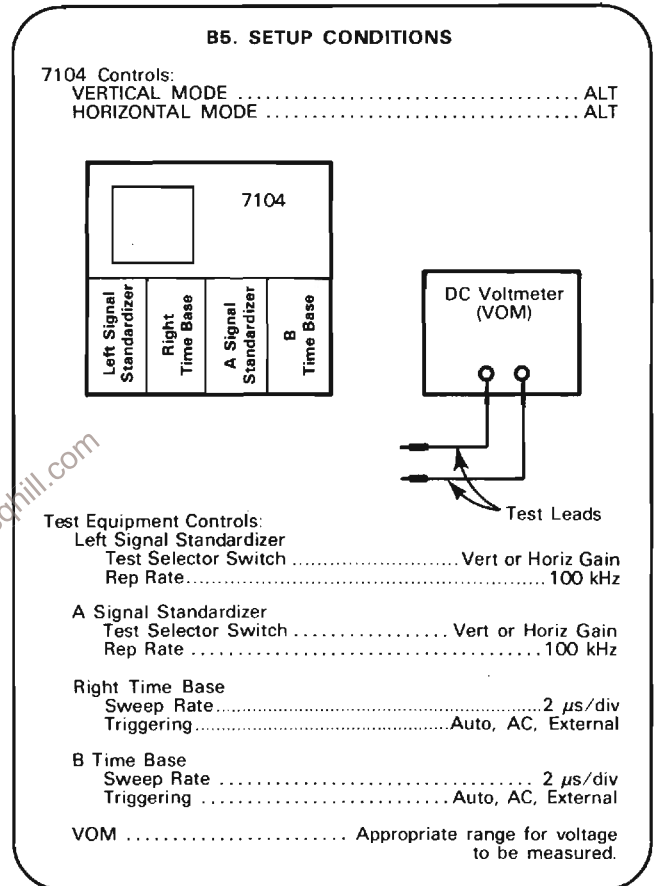 B5. SETUP CONDITIONS
7104 Controls:
VERTICAL MODE ................................... ALT
HORIZONTAL MODE ................................ ALT
7104
Left Signal Standardizer
Right Time Base
A Signal Standardizer
B Time Base
DC Voltmeter
(VOM)
Test Leads
Test Equipment Controls:
Left Signal Standardizer
Test Selector Switch ............................ Vert or Horiz Gain
Rep Rate............................................................ 100 kHz
A Signal Standardizer
Test Selector Switch ................ Vert or Horiz Gain
Rep Rate ....................................100 kHz
Right Time Base
Sweep Rate......................................................2 μs/div
Triggering..........................................Auto, AC, External
B Time Base
Sweep Rate ................................ 2 μs/div
Triggering .........................Auto, AC, External
VOM ....................... Appropriate range for voltage
to be measured.